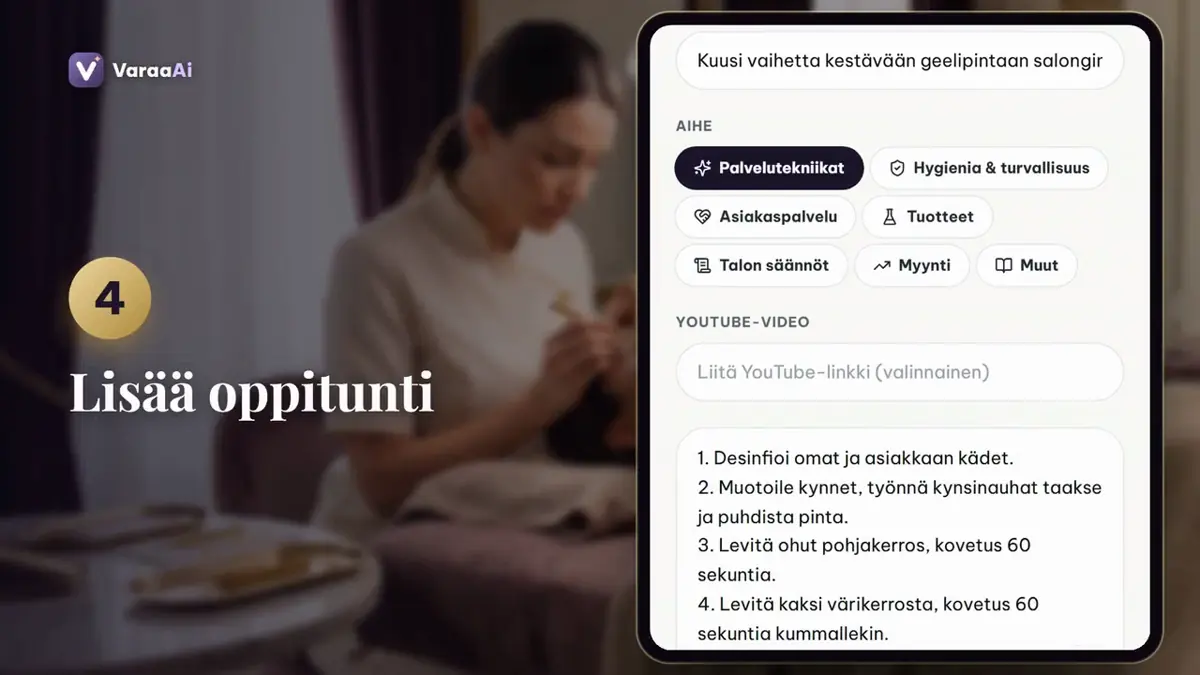 VaraaAi
4
Lisää oppitunti
Kuusi vaihetta kestävään geelipintaan salongir
AIHE
Palvelutekniikat
Hygienia & turvallisuus
Asiakaspalvelu
Tuotteet
Talon säännöt
Myynti
Muut
YOUTUBE-VIDEO
Liitä YouTube-linkki (valinnainen)
1. Desinfioi omat ja asiakkaan kädet.
2. Muotoile kynnet, työnnä kynsinauhat taakse
ja puhdista pinta.
3. Levitä ohut pohjakerros, kovetus 60
sekuntia.
4. Levitä kaksi värikerrosta, kovetus 60
sekuntia kummallekin.